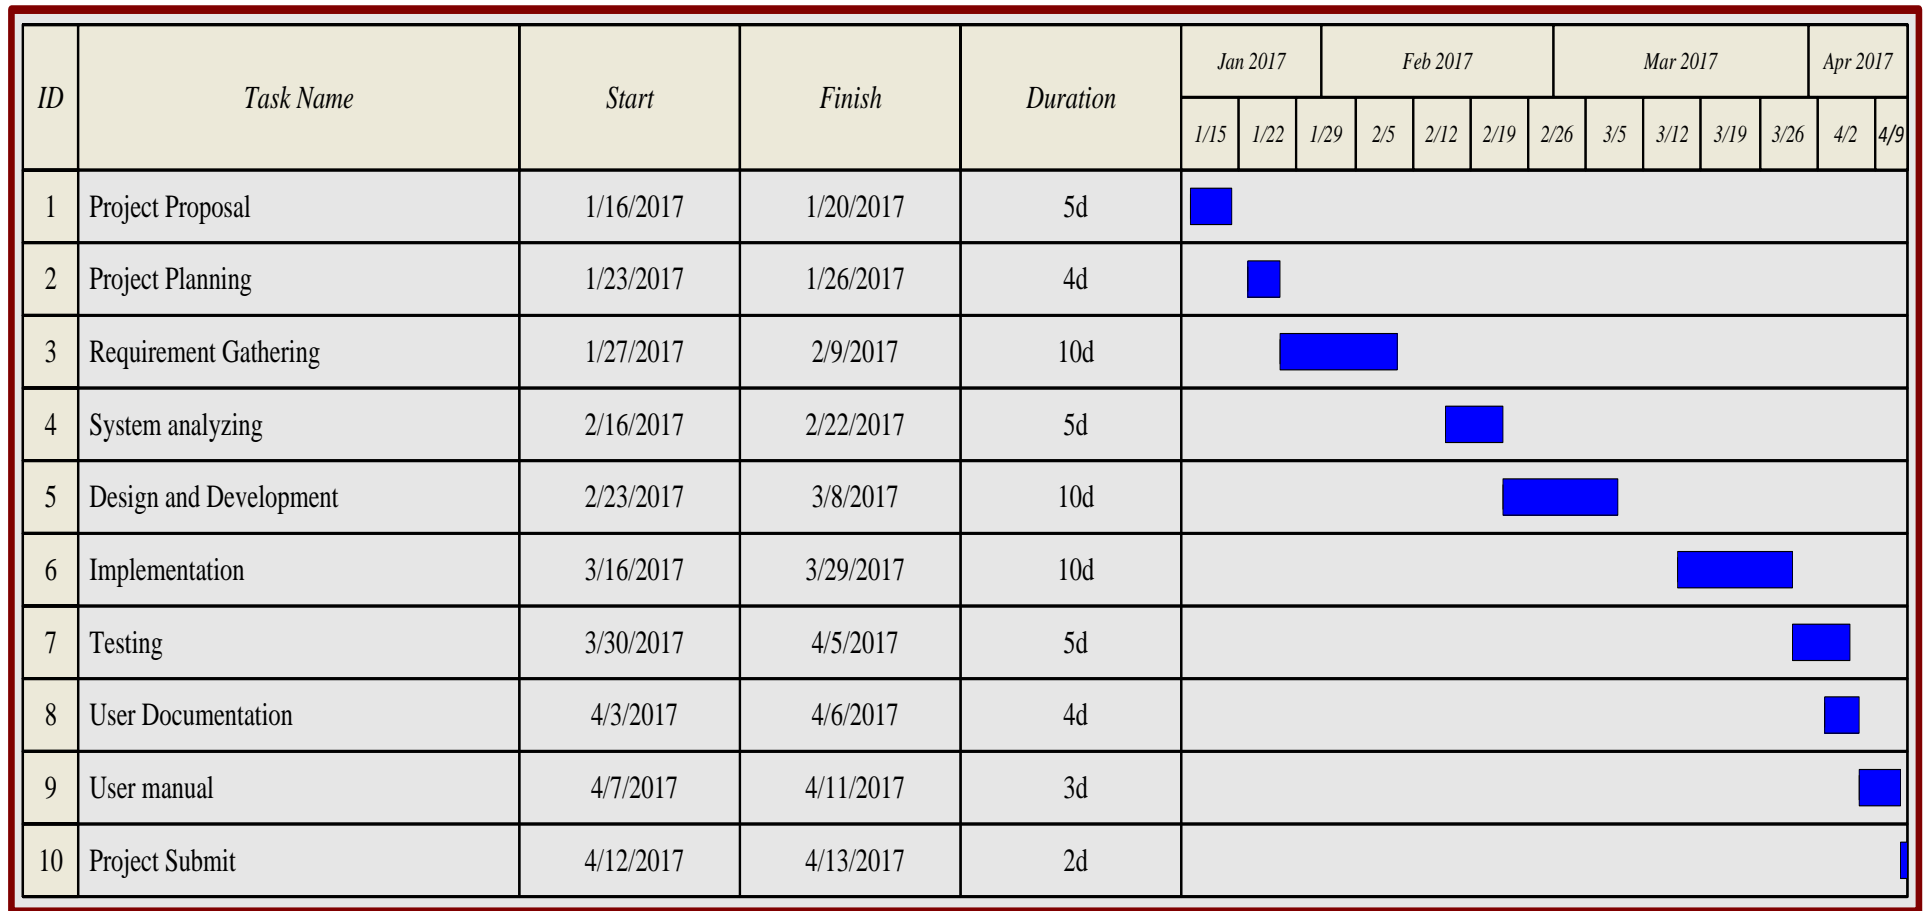 ID Task Name Start Finish Duration Jan 2017 Feb 2017 Mar 2017 Apr 2017
1/15 1/22 1/29 2/5 2/12 2/19 2/26 3/5 3/12 3/19 3/26 4/2 4/9
1 Project Proposal 1/16/2017 1/20/2017 5d
2 Project Planning 1/23/2017 1/26/2017 4d
3 Requirement Gathering 1/27/2017 2/9/2017 10d
4 System analyzing 2/16/2017 2/22/2017 5d
5 Design and Development 2/23/2017 3/8/2017 10d
6 Implementation 3/16/2017 3/29/2017 10d
7 Testing 3/30/2017 4/5/2017 5d
8 User Documentation 4/3/2017 4/6/2017 4d
9 User manual 4/7/2017 4/11/2017 3d
10 Project Submit 4/12/2017 4/13/2017 2d